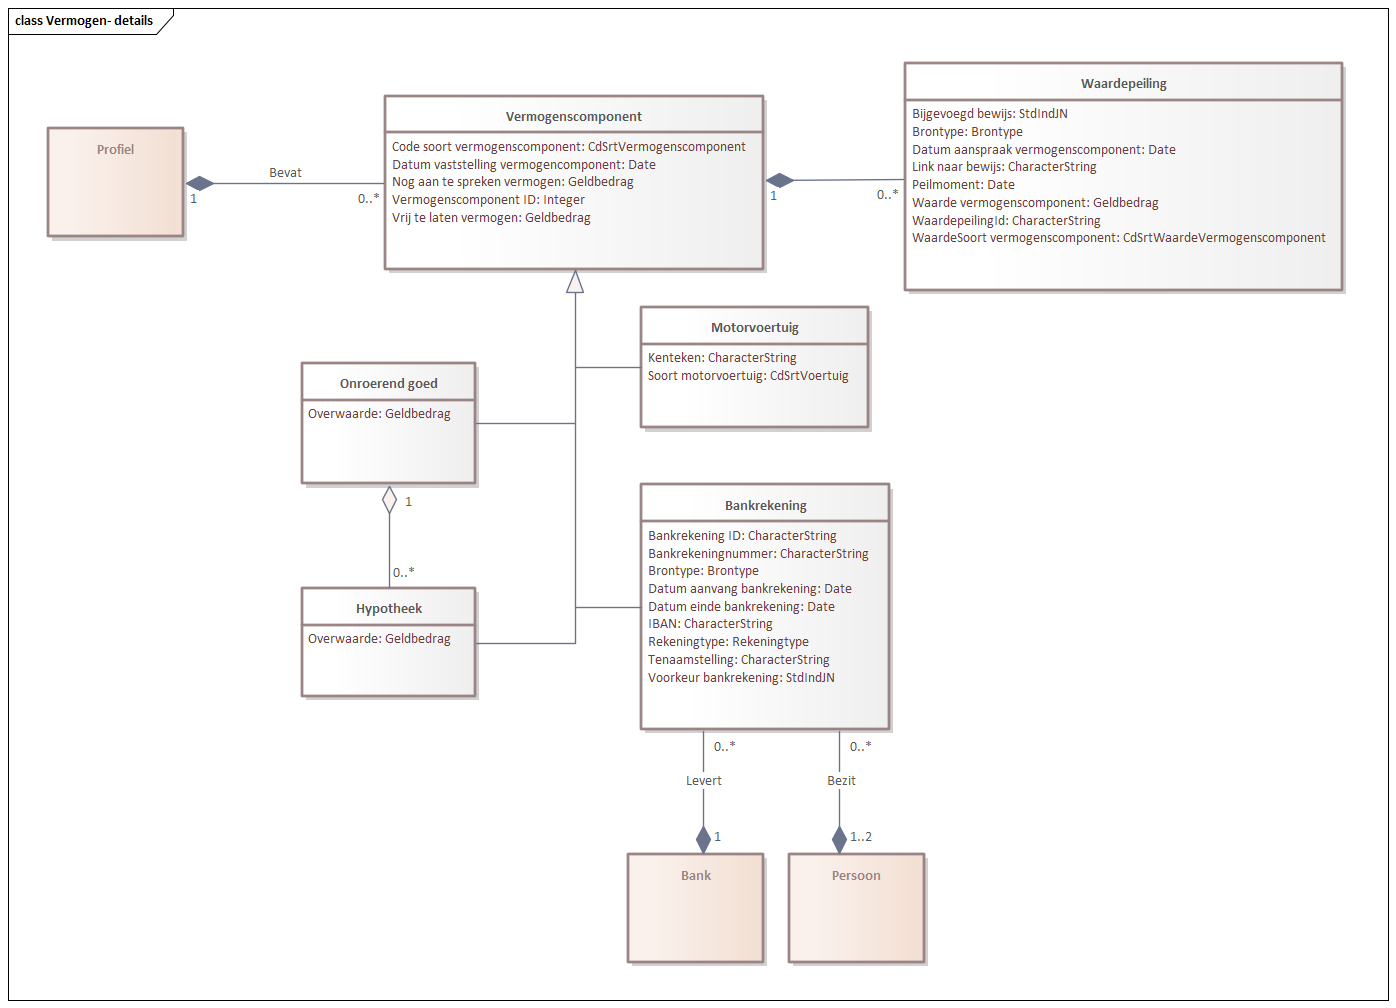 class Vermogen- details
Profiel
1
Bevat
0..*
Vermogenscomponent
Code soort vermogenscomponent: CdSrtVermogenscomponent
Datum vaststelling vermogencomponent: Date
Nog aan te spreken vermogen: Geldbedrag
Vermogenscomponent ID: Integer
Vrij te laten vermogen: Geldbedrag
1
0..*
Waardepeiling
Bijgevoegd bewijs: StdIndJN
Brontype: Brontype
Datum aanspraak vermogenscomponent: Date
Link naar bewijs: CharacterString
Peilmoment: Date
Waarde vermogenscomponent: Geldbedrag
WaardepeilingId: CharacterString
WaardeSoort vermogenscomponent: CdSrtWaardeVermogenscomponent
Motorvoertuig
Kenteken: CharacterString
Soort motorvoertuig: CdSrtVoertuig
Onroerend goed
Overwaarde: Geldbedrag
1
0..*
Hypotheek
Overwaarde: Geldbedrag
Bankrekening
Bankrekening ID: CharacterString
Bankrekeningnummer: CharacterString
Brontype: Brontype
Datum aanvang bankrekening: Date
Datum einde bankrekening: Date
IBAN: CharacterString
Rekeningtype: Rekeningtype
Tenaamstelling: CharacterString
Voorkeur bankrekening: StdIndJN
0..*
Levert
1
0..*
Bezit
1..2
Bank
Persoon